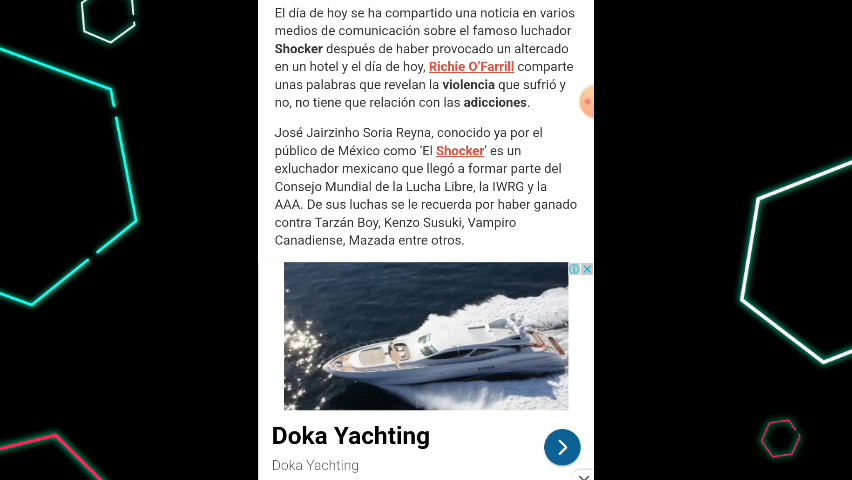 El día de hoy se ha compartido una noticia en varios
medios de comunicación sobre el famoso luchador
Shocker después de haber provocado un altercado
en un hotel y el día de hoy, Richie O’Farrill comparte
unas palabras que revelan la violencia que sufrió y
no, no tiene que relación con las adicciones.
José Jairzinho Soria Reyna, conocido ya por el
público de México como ‘El Shocker’ es un
exluchador mexicano que llegó a formar parte del
Consejo Mundial de la Lucha Libre, la IWRG y la
AAA. De sus luchas se le recuerda por haber ganado
contra Tarzán Boy, Kenzo Susuki, Vampiro
Canadiense, Mazada entre otros.
Doka Yachting
Doka Yachting